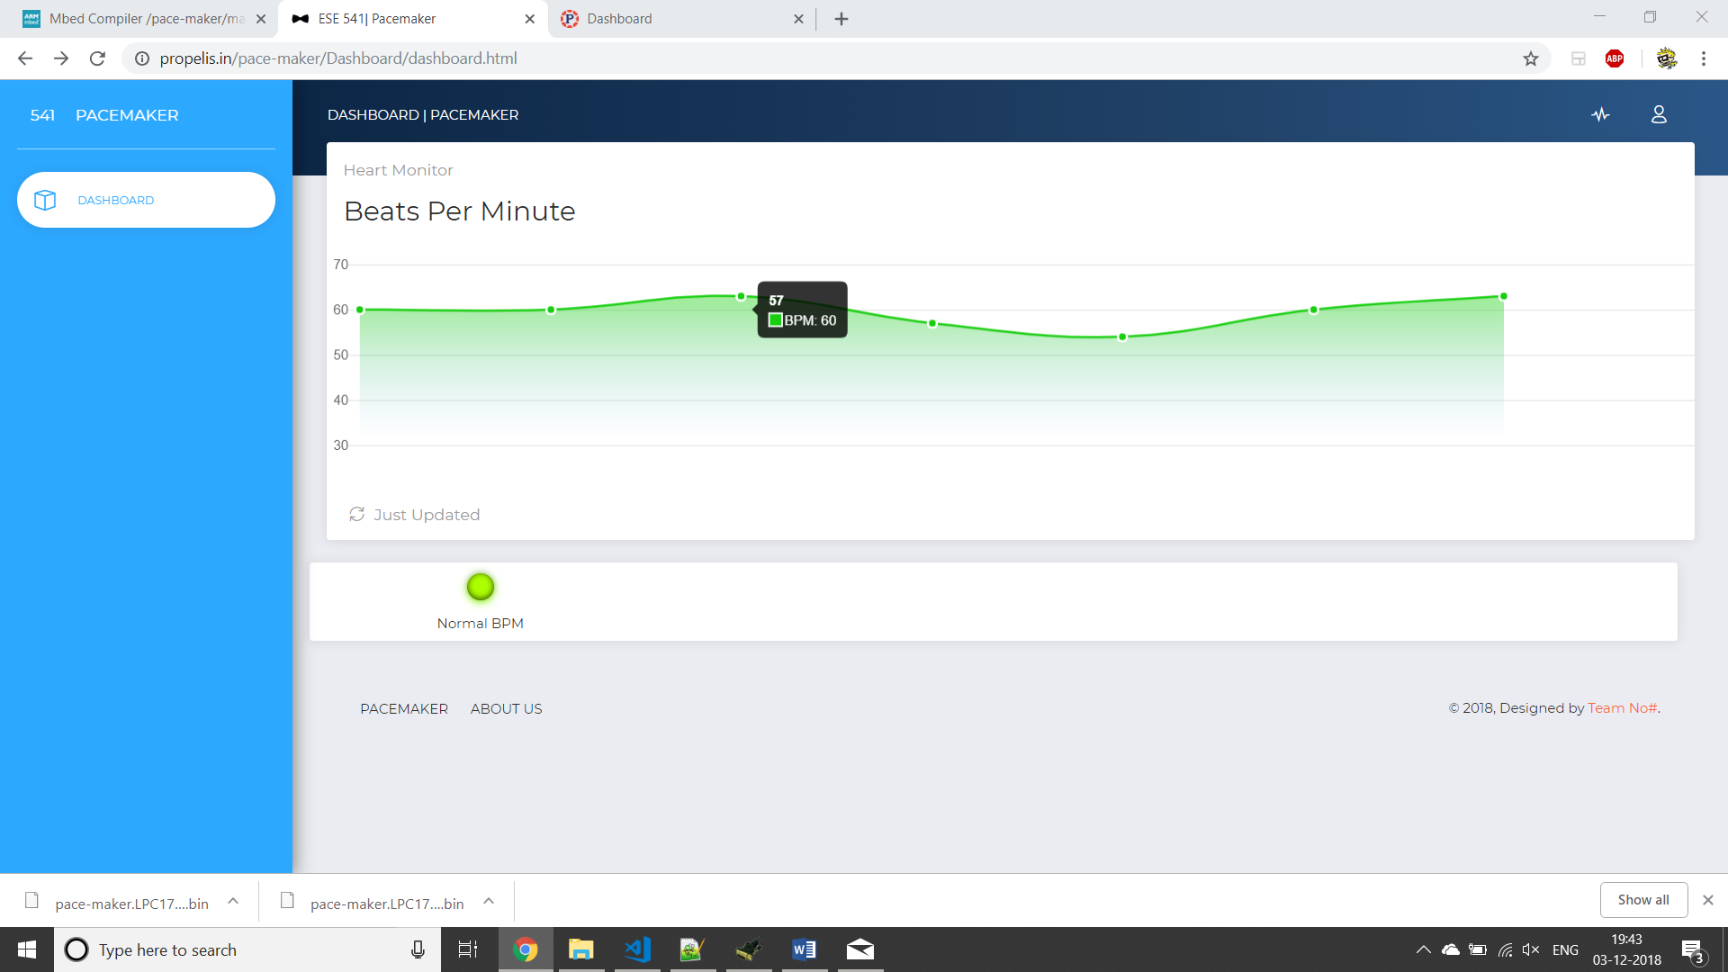 Mbed Compiler /pace-maker/ma
ESE 541| Pacemaker
Dashboard
propelis.in/pace-maker/Dashboard/dashboard.html
ABP
541 PACEMAKER
DASHBOARD | PACEMAKER
DASHBOARD
Heart Monitor
Beats Per Minute
70
60
50
40
30
57
BPM: 60
Just Updated
Normal BPM
PACEMAKER
ABOUT US
© 2018, Designed by Team No#.
pace-maker.LPC17....bin
pace-maker.LPC17....bin
Show all
Type here to search
ENG
19:43
03-12-2018
3